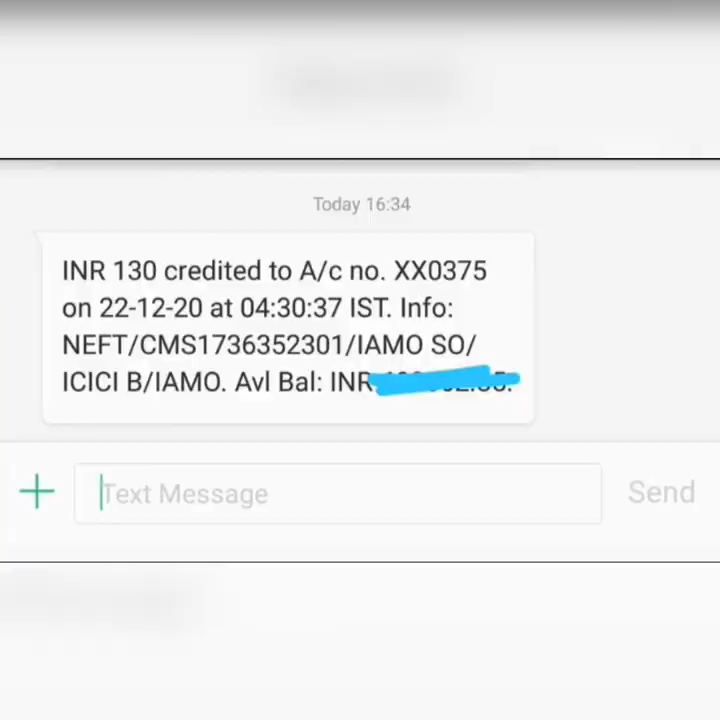 Today 16:34
INR 130 credited to A/c no. XX0375
on 22-12-20 at 04:30:37 IST. Info:
NEFT/CMS1736352301/IAMO SO/
ICICI B/IAMO. Avl Bal: INR
Text Message
Send